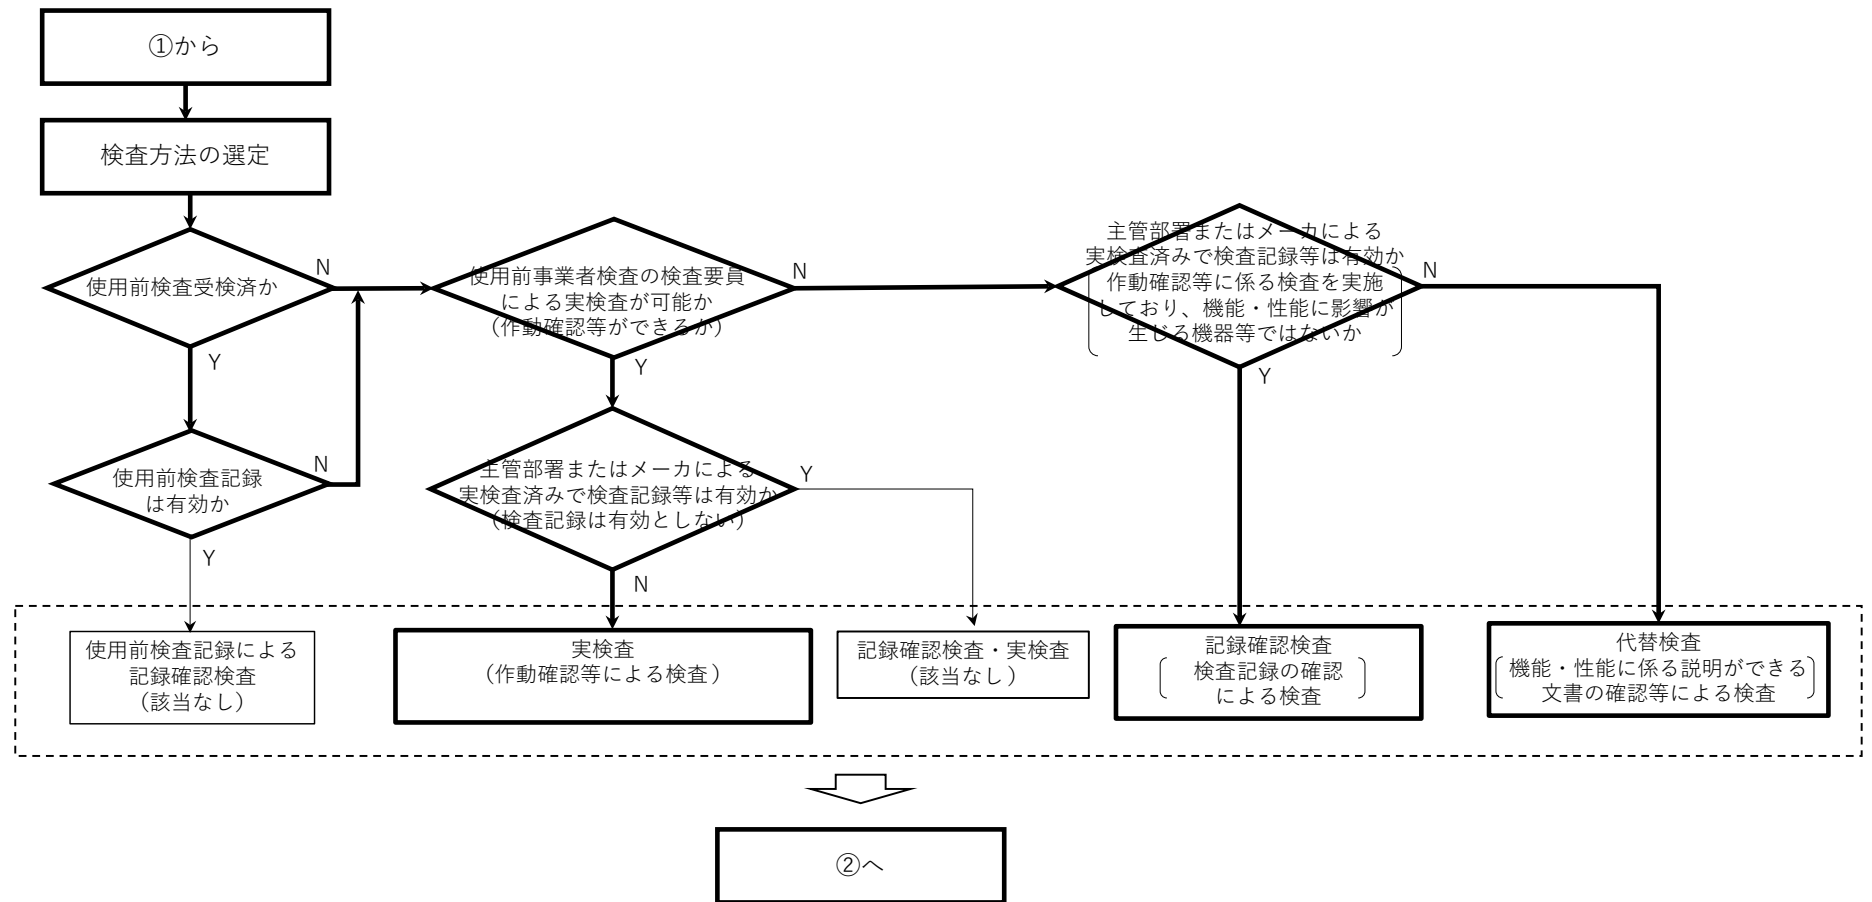 ①から
検査方法の選定
使用前検査受検済か
N
Y
使用前検査記録
は有効か
N
Y
使用前事業者検査の検査要員
による実検査が可能か
（作動確認等ができるか）
N
Y
主管部署またはメーカによる
実検査済みで検査記録等は有効か
（検査記録は有効としない）
Y
N
主管部署またはメーカによる
実検査済みで検査記録等は有効か
作動確認等に係る検査を実施
しており、機能・性能に影響が
生じる機器等ではないか
N
Y
使用前検査記録による
記録確認検査
（該当なし）
実検査
（作動確認等による検査）
記録確認検査・実検査
（該当なし）
記録確認検査
検査記録の確認
による検査
代替検査
機能・性能に係る説明ができる
文書の確認等による検査
②へ